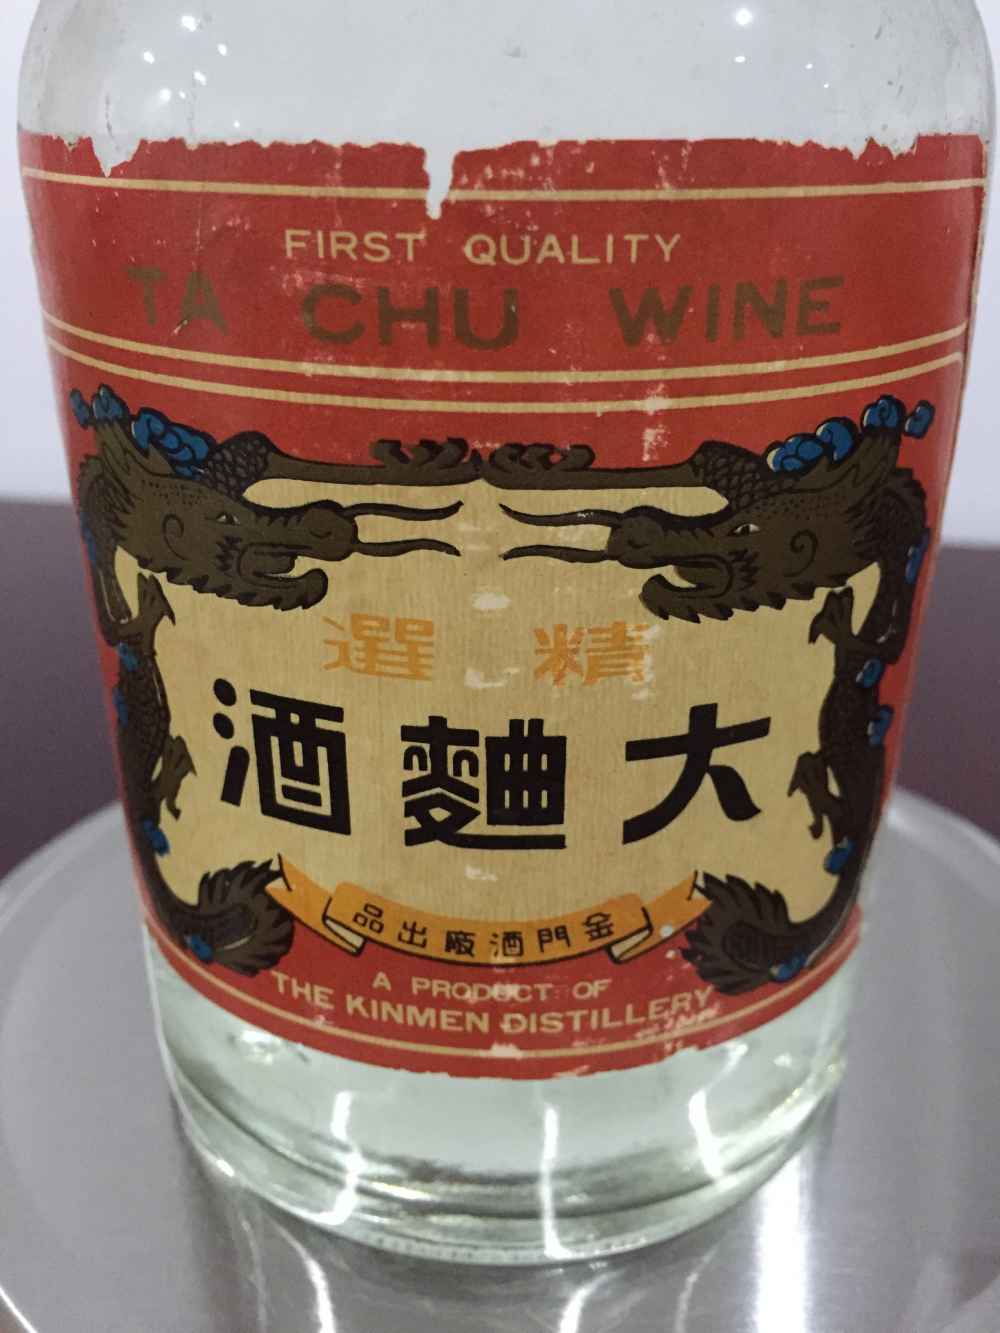 FIRST QUALITY
TA CHU WINE
精選
大麯酒
金門酒廠出品
A PRODUCT OF
THE KINMEN DISTILLERY